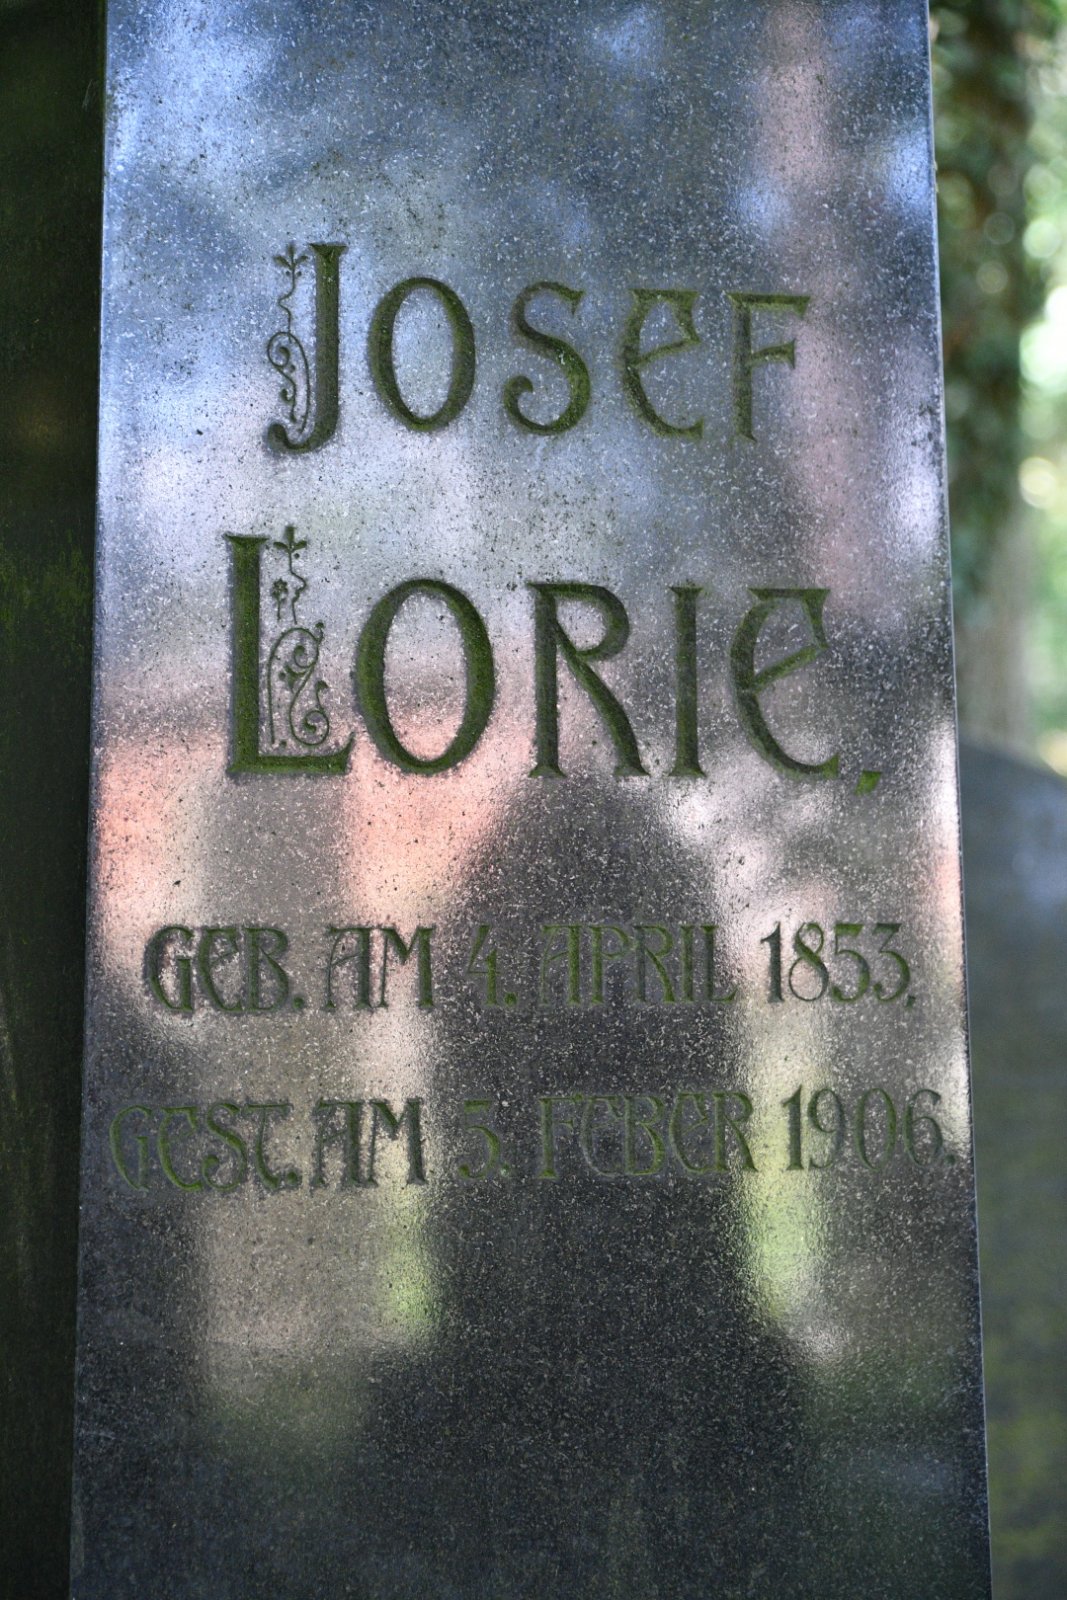 Josef
Lorie,
GEB. AM 4. APRIL 1853,
GEST. AM 5. FEBER 1906.